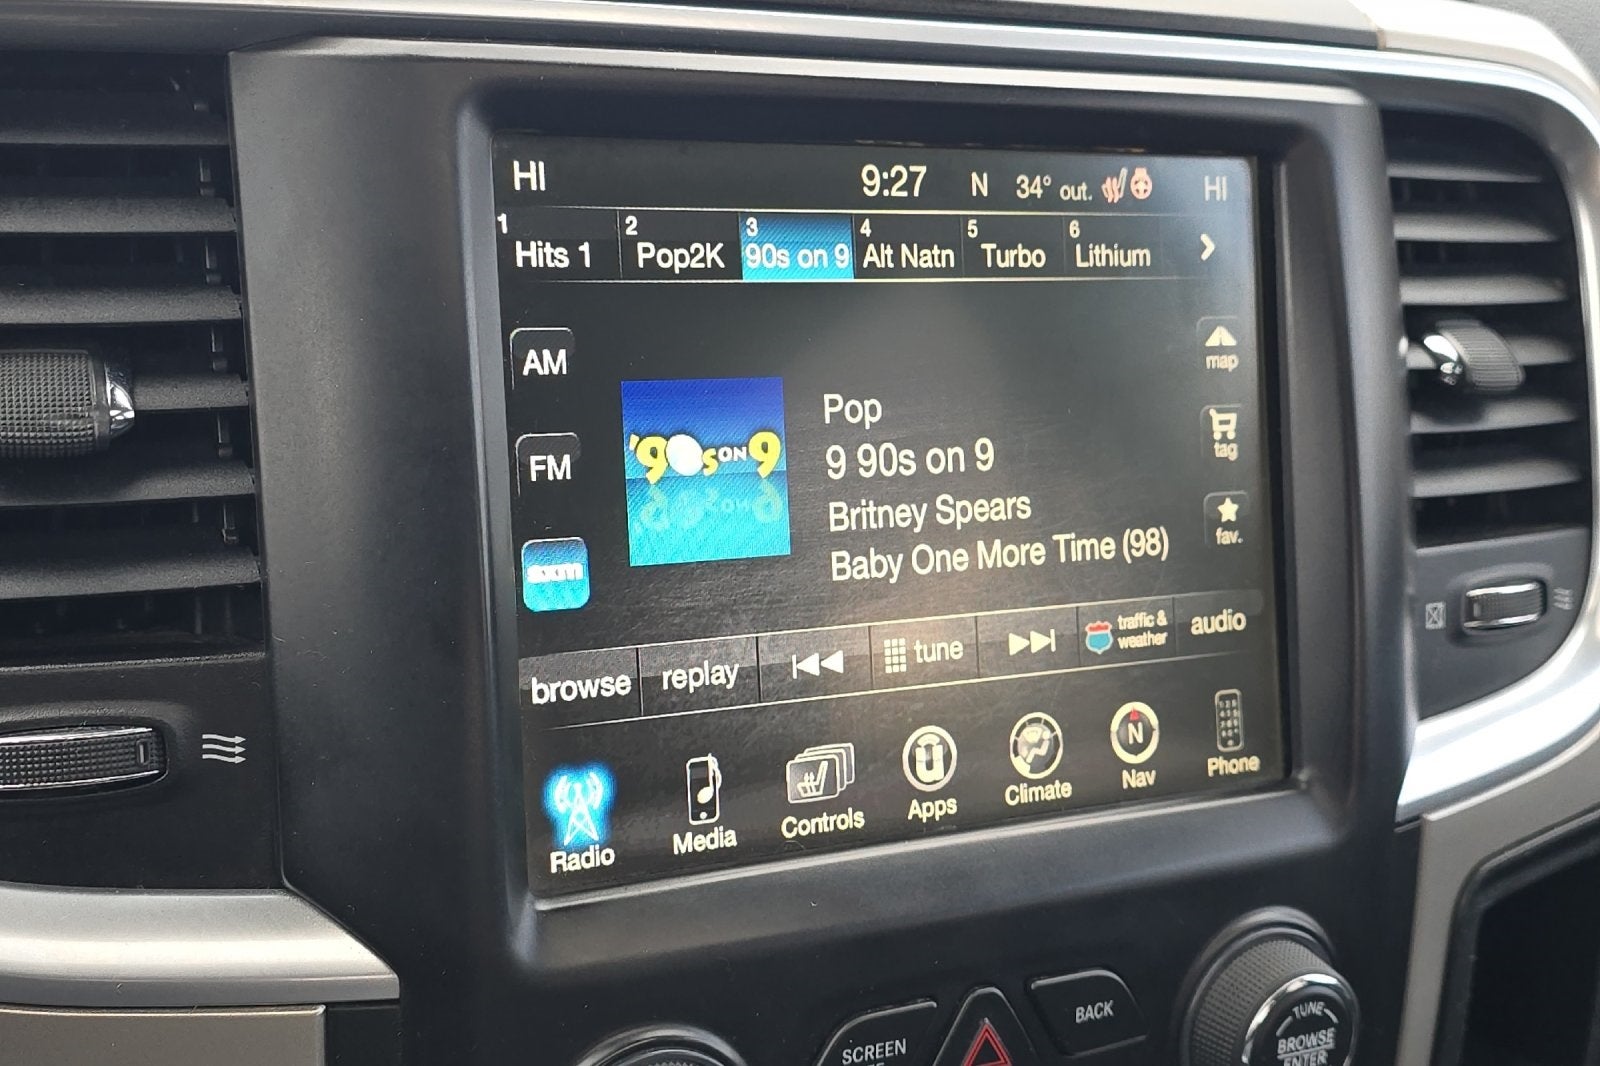 HI 9:27 N 34° out. HI
1 Hits 1 2 Pop2K 3 90s on 9 4 Alt Natn 5 Turbo 6 Lithium
AM
FM
sxm
'90s ON 9
Pop
9 90s on 9
Britney Spears
Baby One More Time (98)
map
tag
fav.
browse replay tune traffic & weather audio
Radio Media Controls Apps Climate N Nav Phone
SCREEN
BACK
TUNE
BROWSE
ENTER